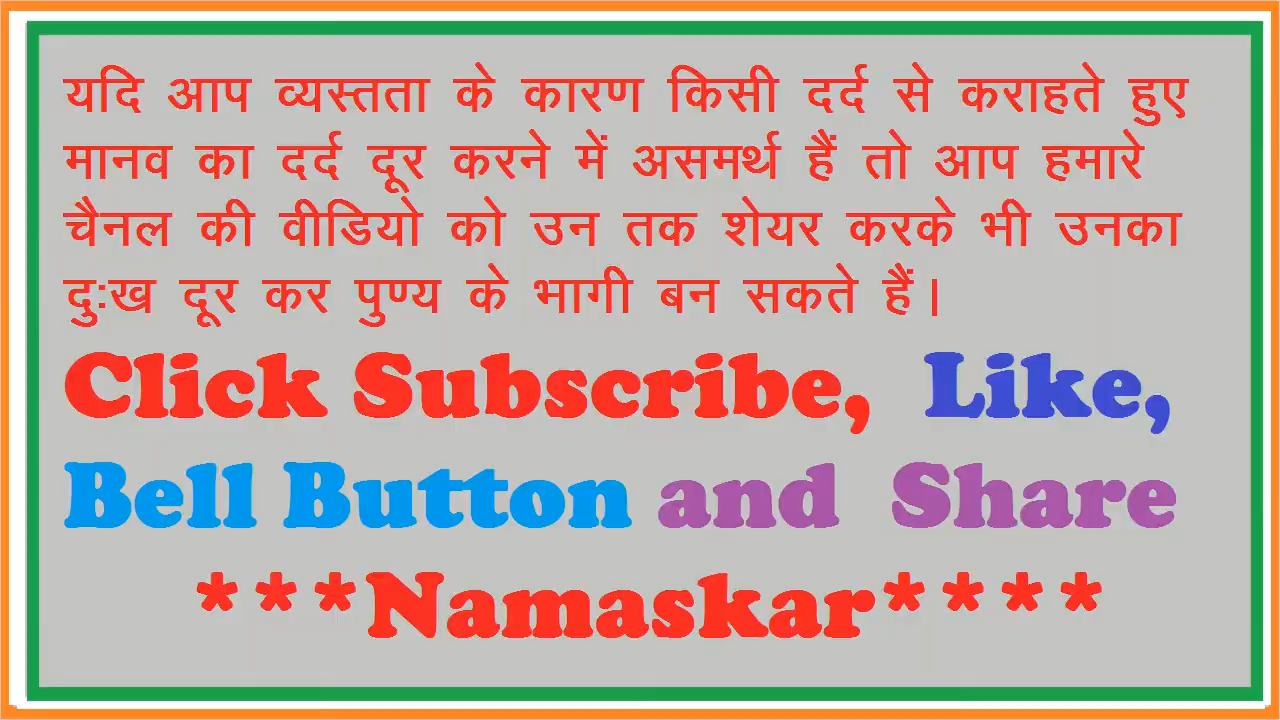 यदि आप व्यस्तता के कारण किसी दर्द से कराहते हुए
मानव का दर्द दूर करने में असमर्थ हैं तो आप हमारे
चैनल की वीडियो को उन तक शेयर करके भी उनका
दुःख दूर कर पुण्य के भागी बन सकते हैं।
Click Subscribe, Like,
Bell Button and Share
***Namaskar****